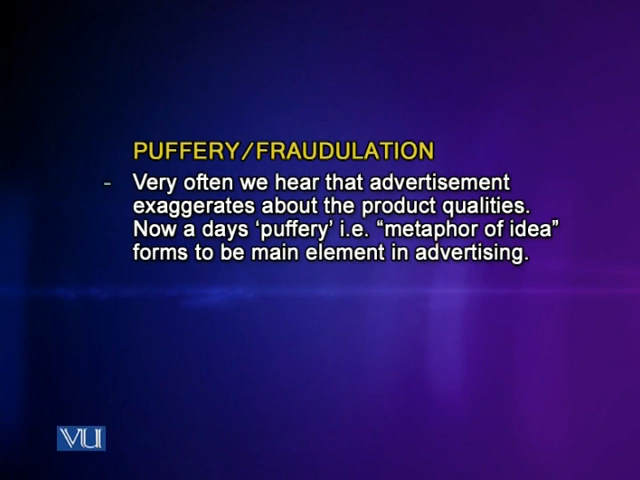 PUFFERY/FRAUDULATION
- Very often we hear that advertisement
exaggerates about the product qualities.
Now a days ‘puffery’ i.e. “metaphor of idea”
forms to be main element in advertising.
VU